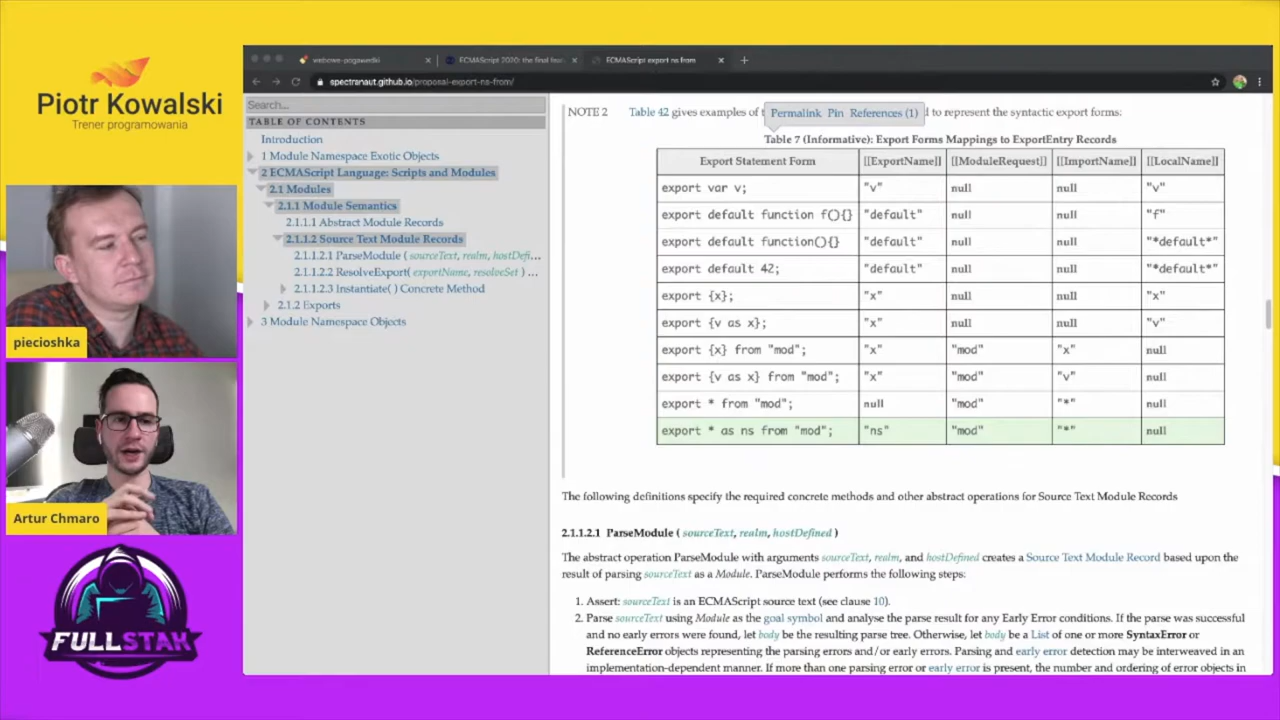 Piotr Kowalski
Trener programowania
piecioshka
Artur Chmaro
FULLSTAK
ECMAScript 2020: the final fea
ECMAScript export ns from
spectranaut.github.io/proposal-export-ns-from/
Search...
TABLE OF CONTENTS
Introduction
1 Module Namespace Exotic Objects
2 ECMAScript Language: Scripts and Modules
2.1 Modules
2.1.1 Module Semantics
2.1.1.1 Abstract Module Records
2.1.1.2 Source Text Module Records
2.1.1.2.1 ParseModule ( sourceText, realm, hostDefi...
2.1.1.2.2 ResolveExport( exportName, resolveSet ) ...
2.1.1.2.3 Instantiate( ) Concrete Method
2.1.2 Exports
3 Module Namespace Objects
NOTE 2 Table 42 gives examples of d to represent the syntactic export forms:
Permalink Pin References (1)
Table 7 (Informative): Export Forms Mappings to ExportEntry Records
Export Statement Form [[ExportName]] [[ModuleRequest]] [[ImportName]] [[LocalName]]
export var v; "v" null null "v"
export default function f(){} "default" null null "f"
export default function(){} "default" null null "*default*"
export default 42; "default" null null "*default*"
export {x}; "x" null null "x"
export {v as x}; "x" null null "v"
export {x} from "mod"; "x" "mod" "x" null
export {v as x} from "mod"; "x" "mod" "v" null
export * from "mod"; null "mod" "*" null
export * as ns from "mod"; "ns" "mod" "*" null
The following definitions specify the required concrete methods and other abstract operations for Source Text Module Records
2.1.1.2.1 ParseModule ( sourceText, realm, hostDefined )
The abstract operation ParseModule with arguments sourceText, realm, and hostDefined creates a Source Text Module Record based upon the
result of parsing sourceText as a Module. ParseModule performs the following steps:
1. Assert: sourceText is an ECMAScript source text (see clause 10).
2. Parse sourceText using Module as the goal symbol and analyse the parse result for any Early Error conditions. If the parse was successful
and no early errors were found, let body be the resulting parse tree. Otherwise, let body be a List of one or more SyntaxError or
ReferenceError objects representing the parsing errors and/or early errors. Parsing and early error detection may be interweaved in an
implementation-dependent manner. If more than one parsing error or early error is present, the number and ordering of error objects in